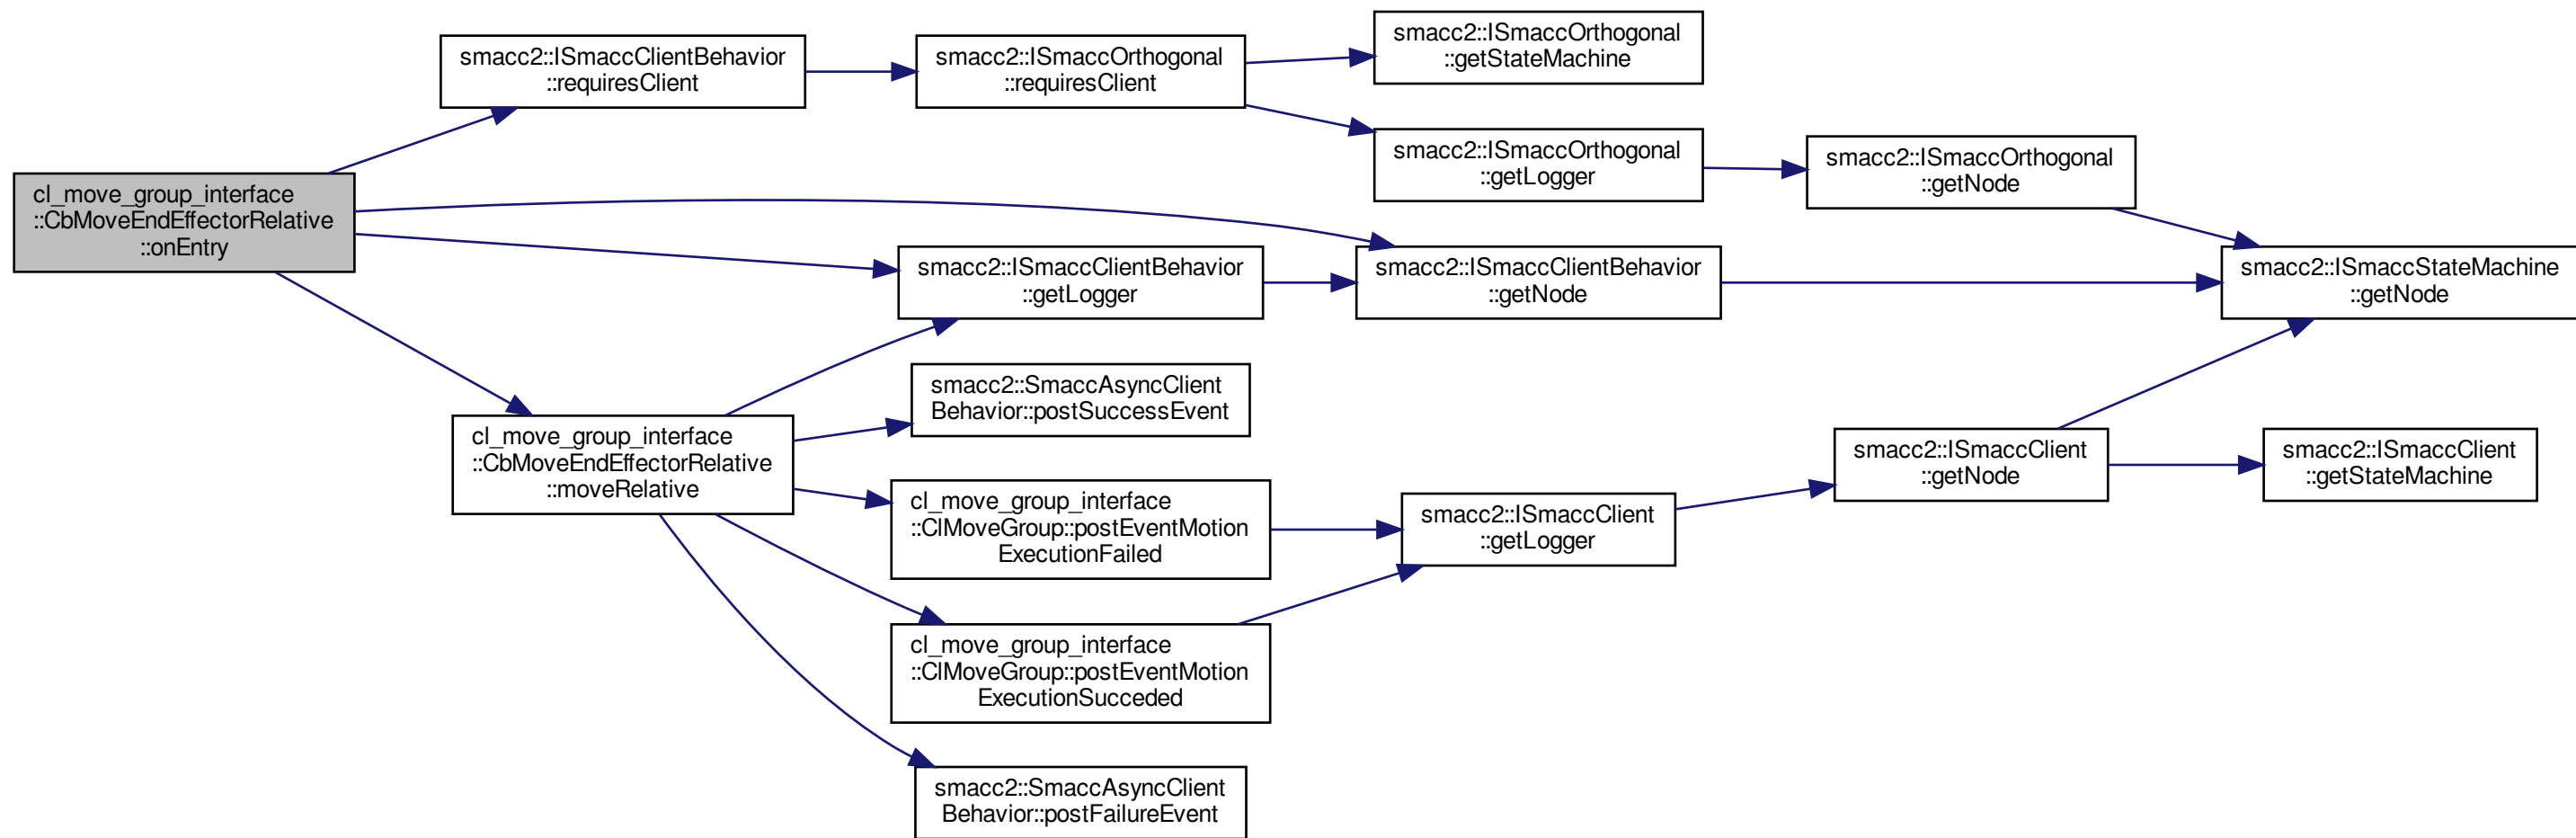 cl_move_group_interface
::CbMoveEndEffectorRelative
::onEntry
smacc2::ISmaccClientBehavior
::requiresClient
smacc2::ISmaccOrthogonal
::requiresClient
smacc2::ISmaccOrthogonal
::getStateMachine
smacc2::ISmaccOrthogonal
::getLogger
smacc2::ISmaccOrthogonal
::getNode
smacc2::ISmaccStateMachine
::getNode
smacc2::ISmaccClientBehavior
::getLogger
smacc2::ISmaccClientBehavior
::getNode
cl_move_group_interface
::CbMoveEndEffectorRelative
::moveRelative
smacc2::SmaccAsyncClient
Behavior::postSuccessEvent
cl_move_group_interface
::ClMoveGroup::postEventMotion
ExecutionFailed
smacc2::ISmaccClient
::getLogger
smacc2::ISmaccClient
::getNode
smacc2::ISmaccClient
::getStateMachine
cl_move_group_interface
::ClMoveGroup::postEventMotion
ExecutionSucceded
smacc2::SmaccAsyncClient
Behavior::postFailureEvent